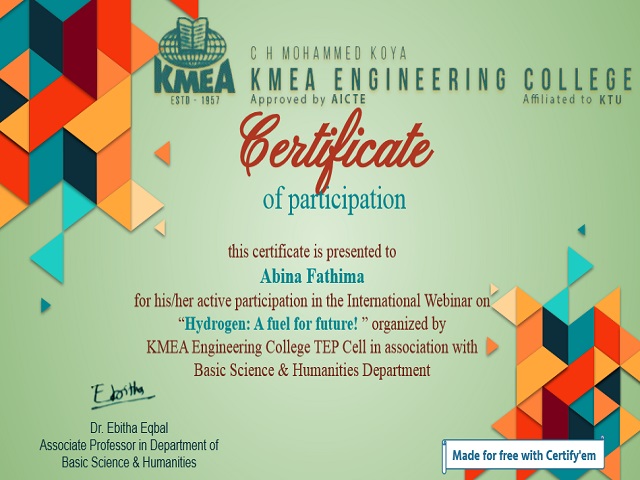 C H MOHAMMED KOYA
KMEA
KMEA ENGINEERING COLLEGE
ESTD - 1957
Approved by AICTE
Affiliated to KTU
Certificate
of participation
this certificate is presented to
Abina Fathima
for his/her active participation in the International Webinar on
“Hydrogen: A fuel for future! ” organized by
KMEA Engineering College TEP Cell in association with
Basic Science & Humanities Department
Ebitha
Dr. Ebitha Eqbal
Associate Professor in Department of
Basic Science & Humanities
Made for free with Certify'em